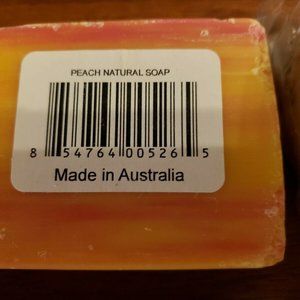 PEACH NATURAL SOAP
8 54764 00526 5
Made in Australia